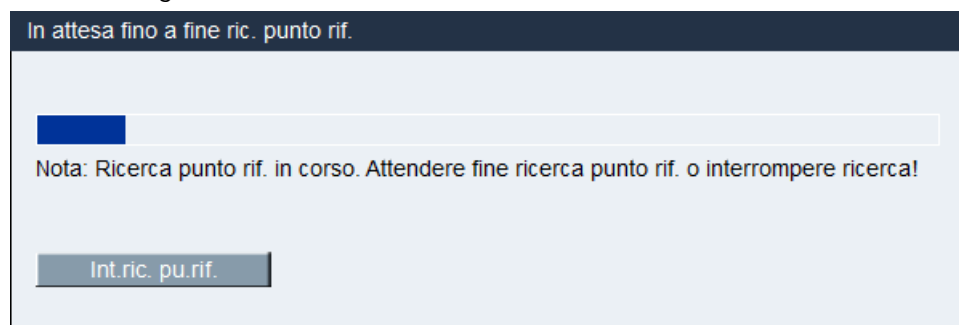 In attesa fino a fine ric. punto rif.
Nota: Ricerca punto rif. in corso. Attendere fine ricerca punto rif. o interrompere ricerca!
Int.ric. pu.rif.